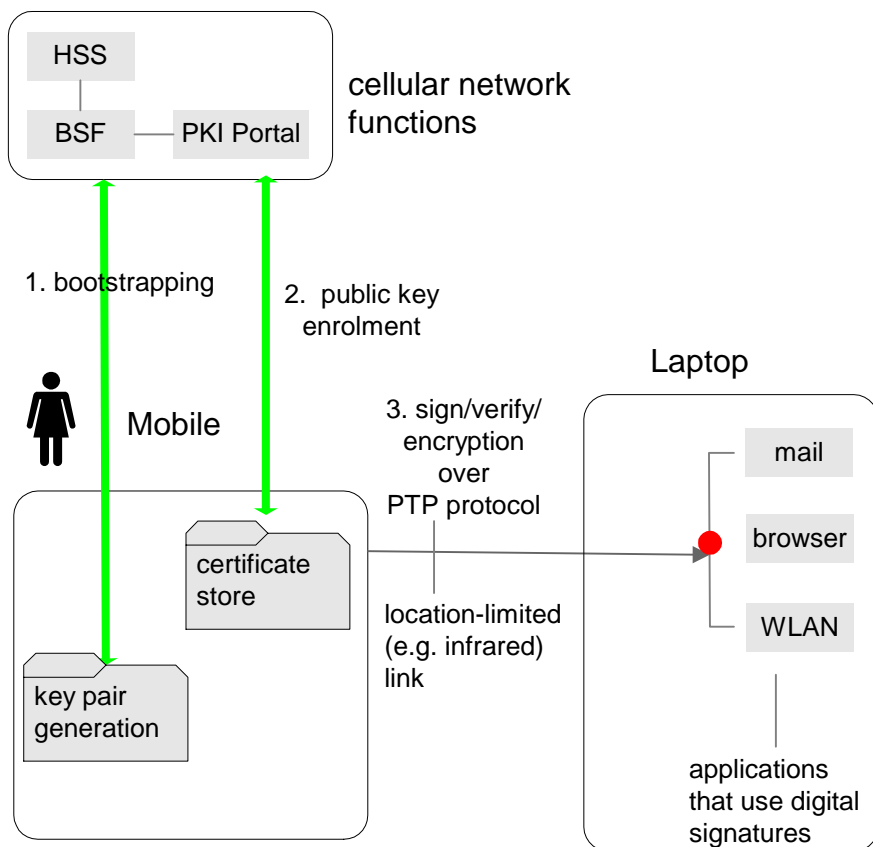 HSS
BSF
PKI Portal
cellular network
functions
1. bootstrapping
2. public key
enrolment
Mobile
3. sign/verify/
encryption
over
PTP protocol
Laptop
mail
browser
WLAN
certificate
store
location-limited
(e.g. infrared)
link
key pair
generation
applications
that use digital
signatures